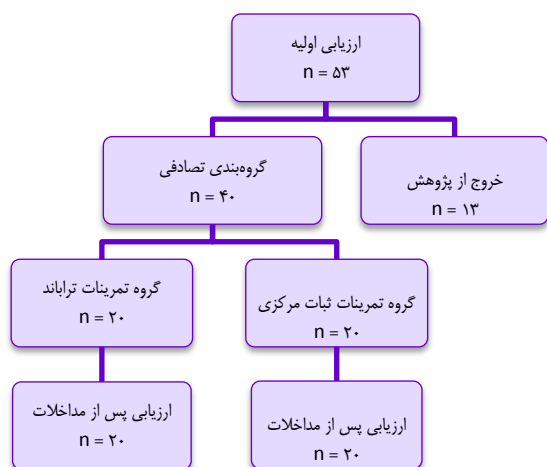 ارزیابی اولیه
n = ۵۳
خروج از پژوهش
n = ۱۳
گروه‌بندی تصادفی
n = ۴۰
گروه تمرینات ثبات مرکزی
n = ۲۰
گروه تمرینات تراباند
n = ۲۰
ارزیابی پس از مداخلات
n = ۲۰
ارزیابی پس از مداخلات
n = ۲۰